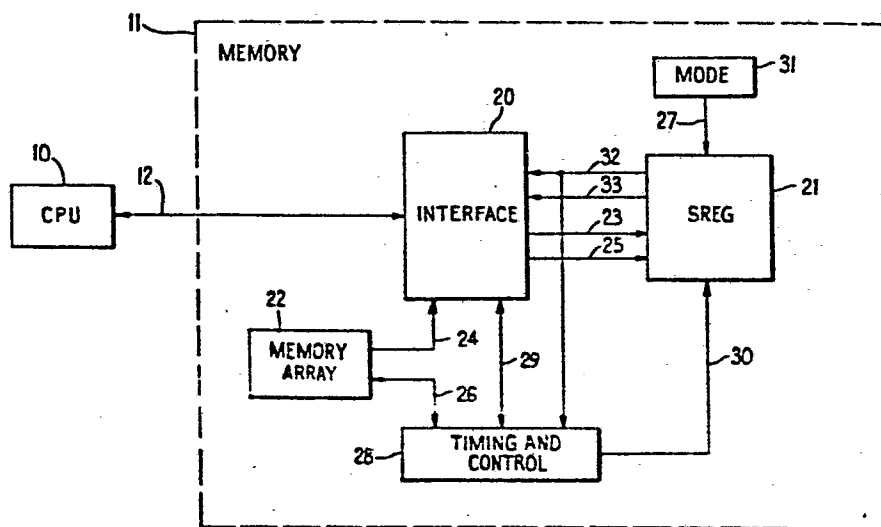 11
MEMORY
MODE
31
20
27
10
12
32
33
21
CPU
INTERFACE
23
SREG
25
22
24
MEMORY
ARRAY
29
30
26
28
TIMING AND
CONTROL